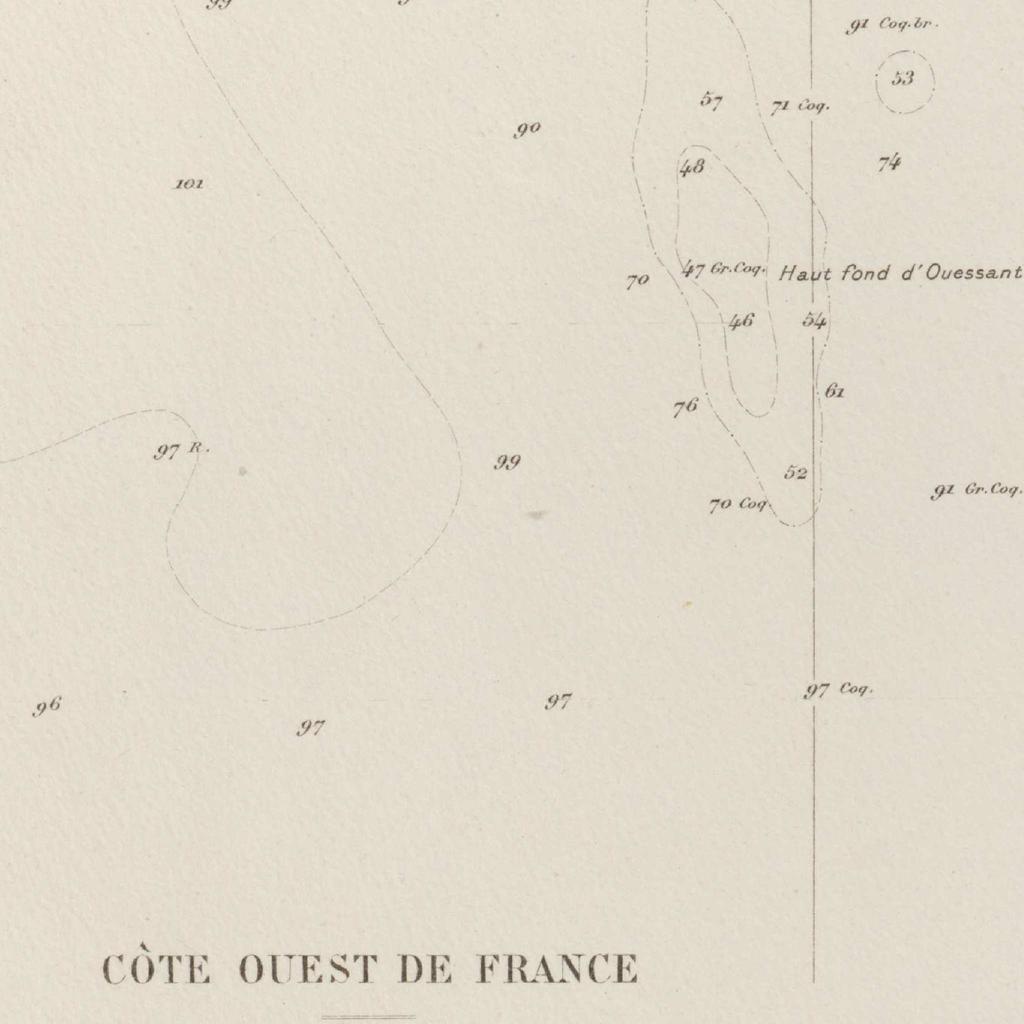 99
91 Coq.br.
53
57
71 Coq.
90
74
48
101
70
47 Gr.Coq.
Haut fond d'Ouessant
46
54
61
76
97 R.
99
52
91 Gr.Coq.
70 Coq.
97 Coq.
96
97
97
CÔTE OUEST DE FRANCE